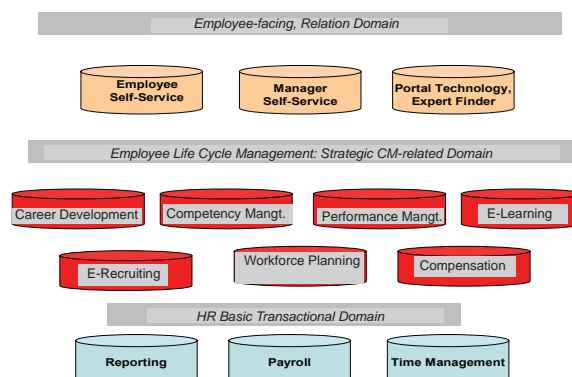 Employee-facing, Relation Domain
Employee
Self-Service
Manager
Self-Service
Portal Technology,
Expert Finder
Employee Life Cycle Management: Strategic CM-related Domain
Career Development
Competency Mangt.
Performance Mangt.
E-Learning
E-Recruiting
Workforce Planning
Compensation
HR Basic Transactional Domain
Reporting
Payroll
Time Management